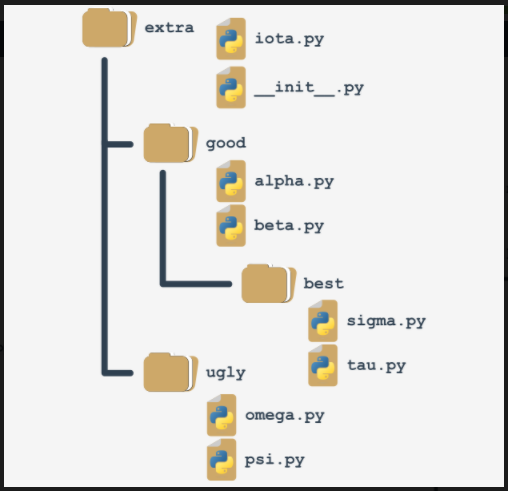 extra
iota.py
__init__.py
good
alpha.py
beta.py
best
sigma.py
tau.py
ugly
omega.py
psi.py